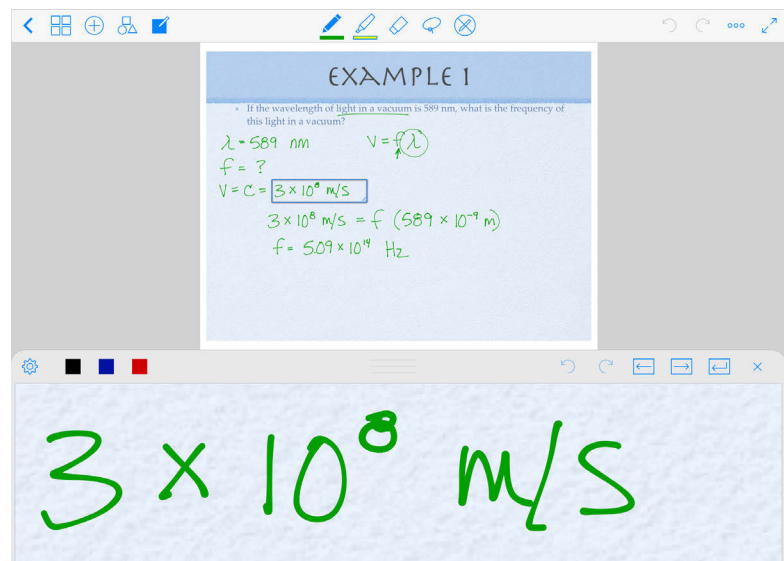 EXAMPLE 1
If the wavelength of light in a vacuum is 589 nm, what is the frequency of
this light in a vacuum?
λ = 589 nm V = fλ
f = ?
V = C = 3 × 10⁸ m/s
3 × 10⁸ m/s = f (589 × 10⁻⁹ m)
f = 5.09 × 10¹⁴ Hz
3 × 10⁸ m/s